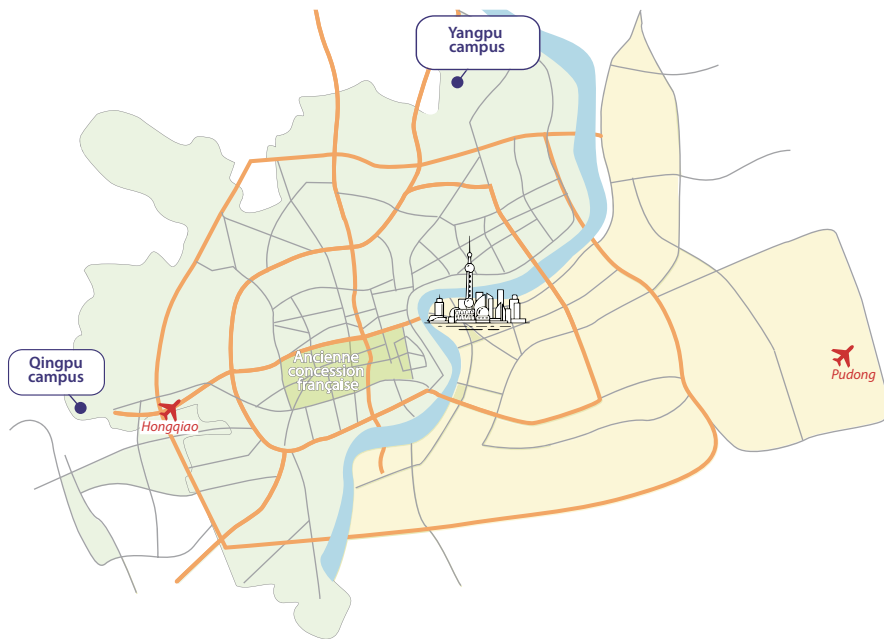 Yangpu
campus
Ancienne
concession
française
Qingpu
campus
Pudong
Hongqiao